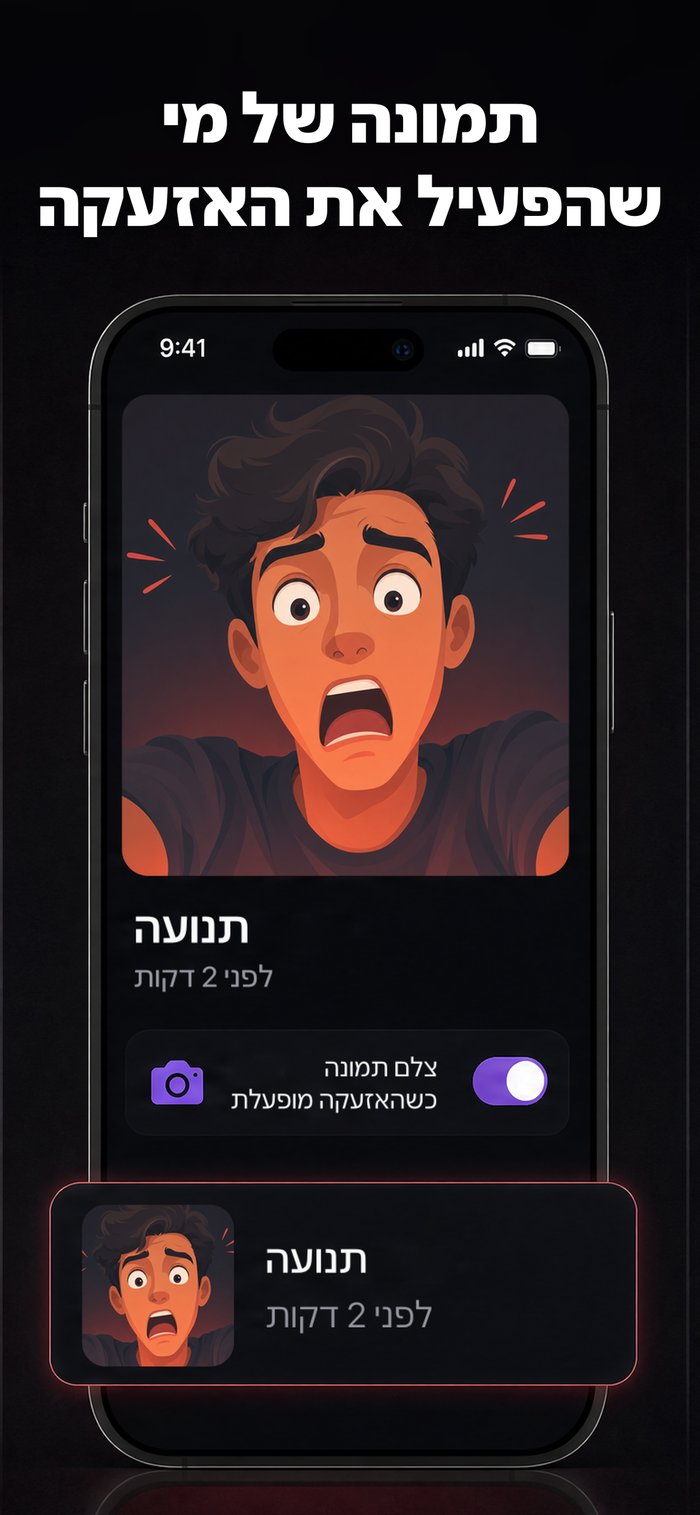 תמונה של מי
שהפעיל את האזעקה
9:41
תנועה
לפני 2 דקות
צלם תמונה
כשהאזעקה מופעלת
תנועה
לפני 2 דקות